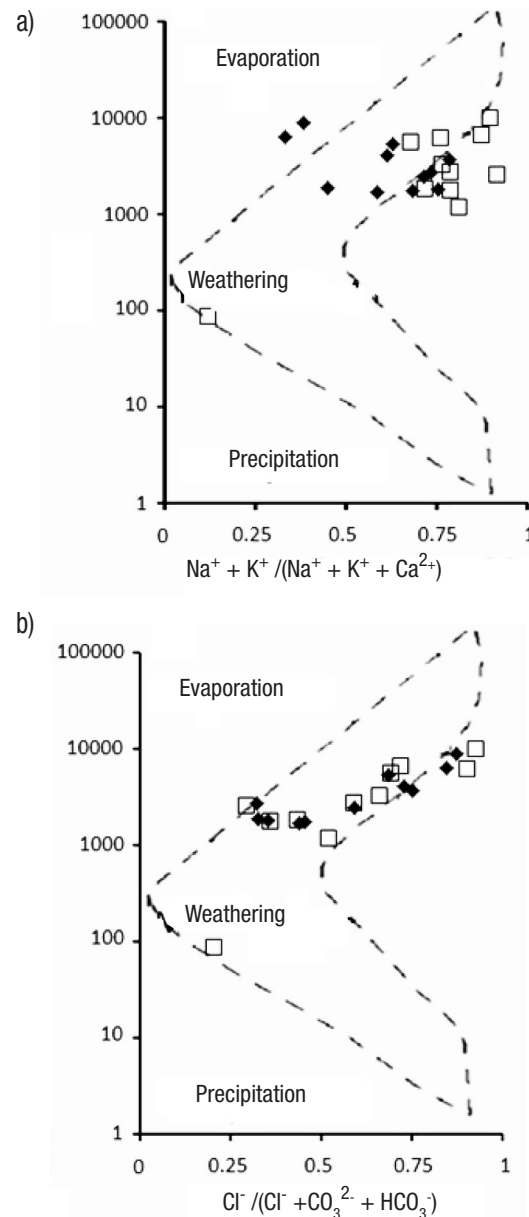 a)
Evaporation
100000
10000
1000
Weathering
100
10
Precipitation
1
0 0.25 0.5 0.75 1
Na⁺ + K⁺ /(Na⁺ + K⁺ + Ca²⁺)
b)
100000
Evaporation
10000
1000
Weathering
100
10
Precipitation
1
0 0.25 0.5 0.75 1
Cl⁻ /(Cl⁻ +CO₃²⁻ + HCO₃⁻)